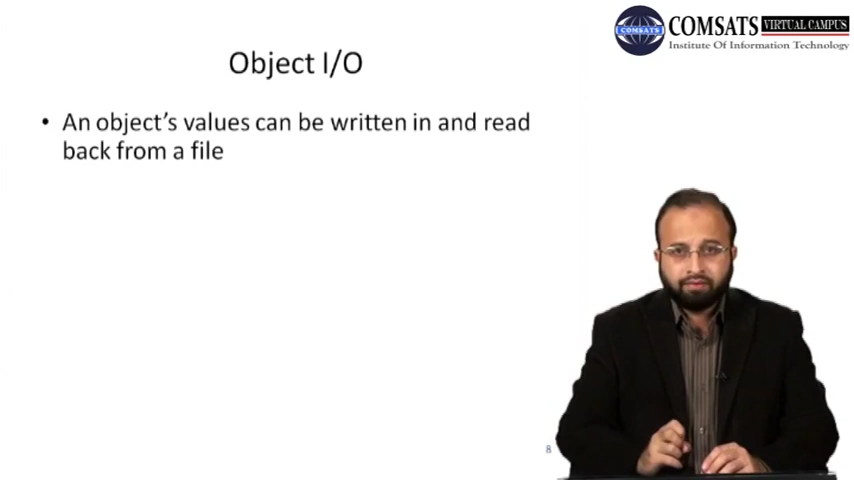 COMSATS VIRTUAL CAMPUS
Institute Of Information Technology
COMSATS
Object I/O
• An object's values can be written in and read
back from a file
8